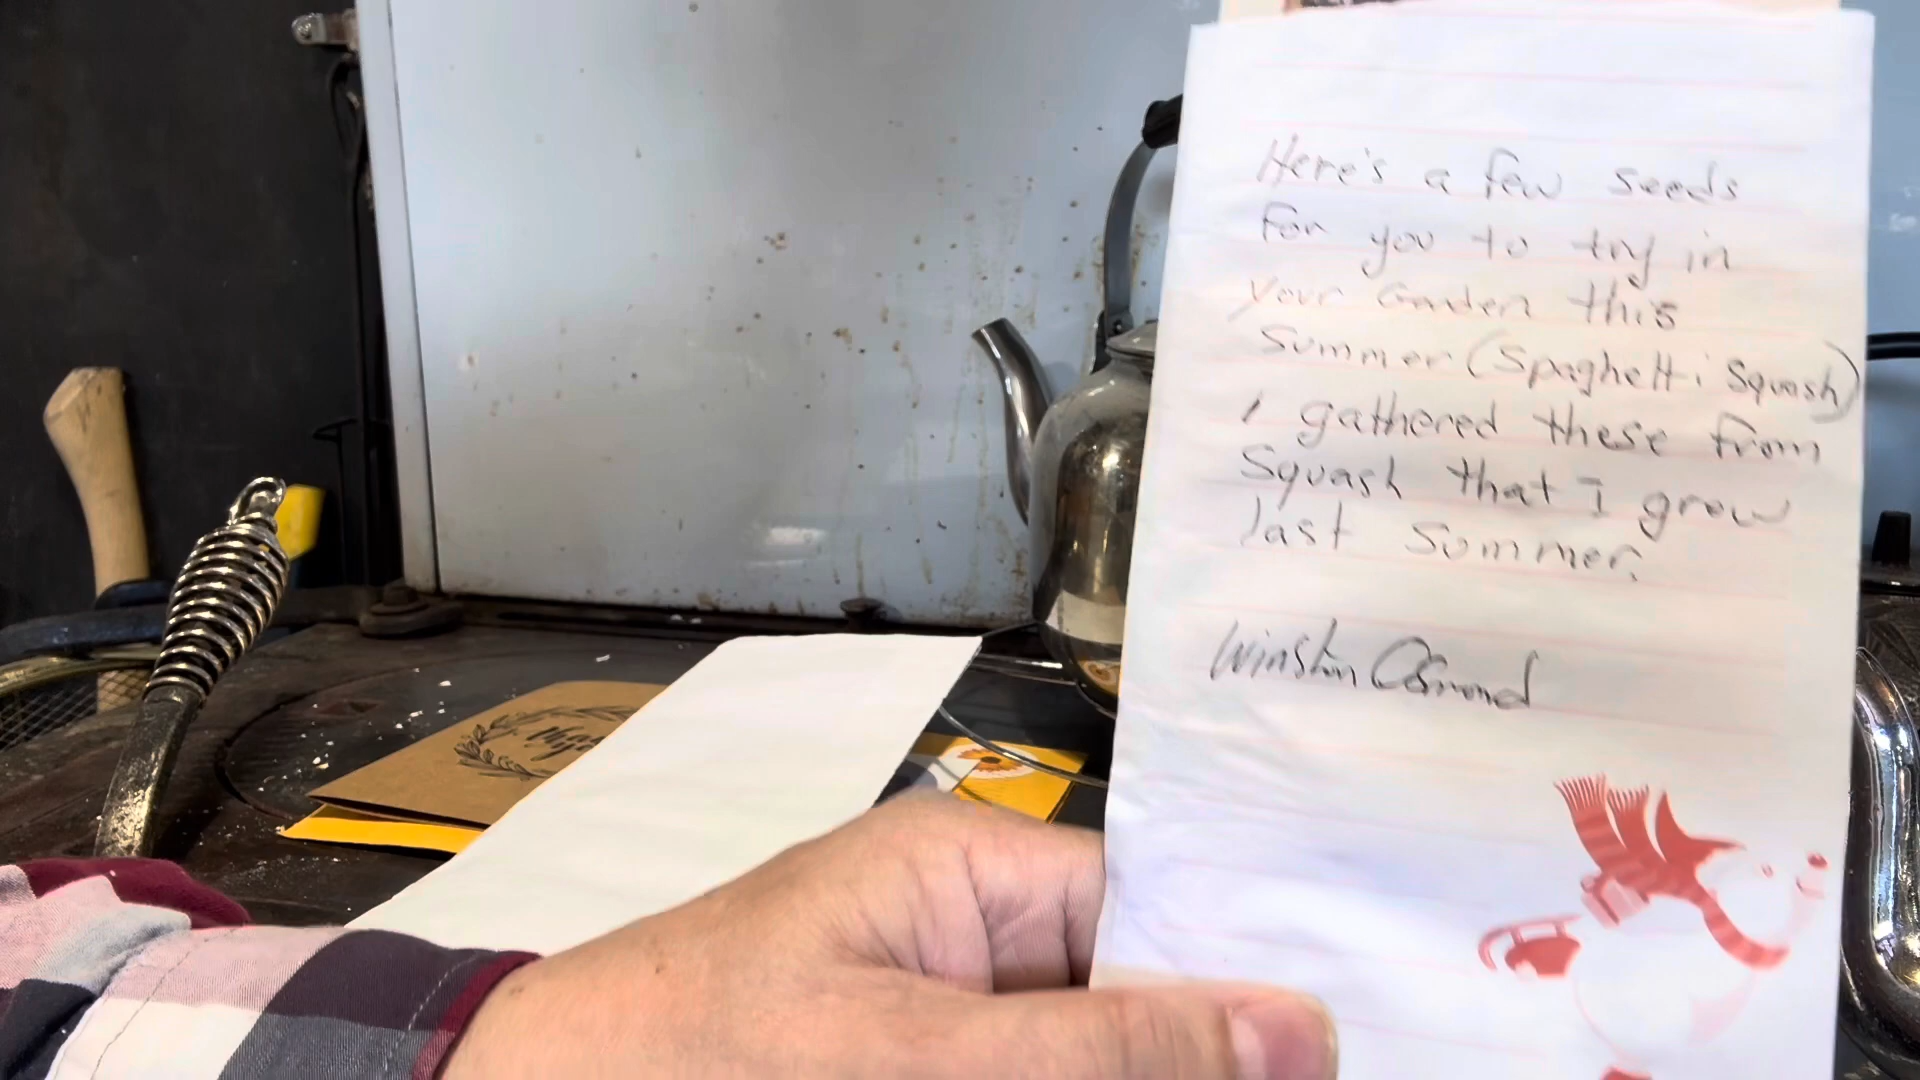 Here's a few seeds
For you to try in
your Garden this
Summer (Spaghetti Squash)
I gathered these from
Squash that I grew
last Summer.
Winston Osmond